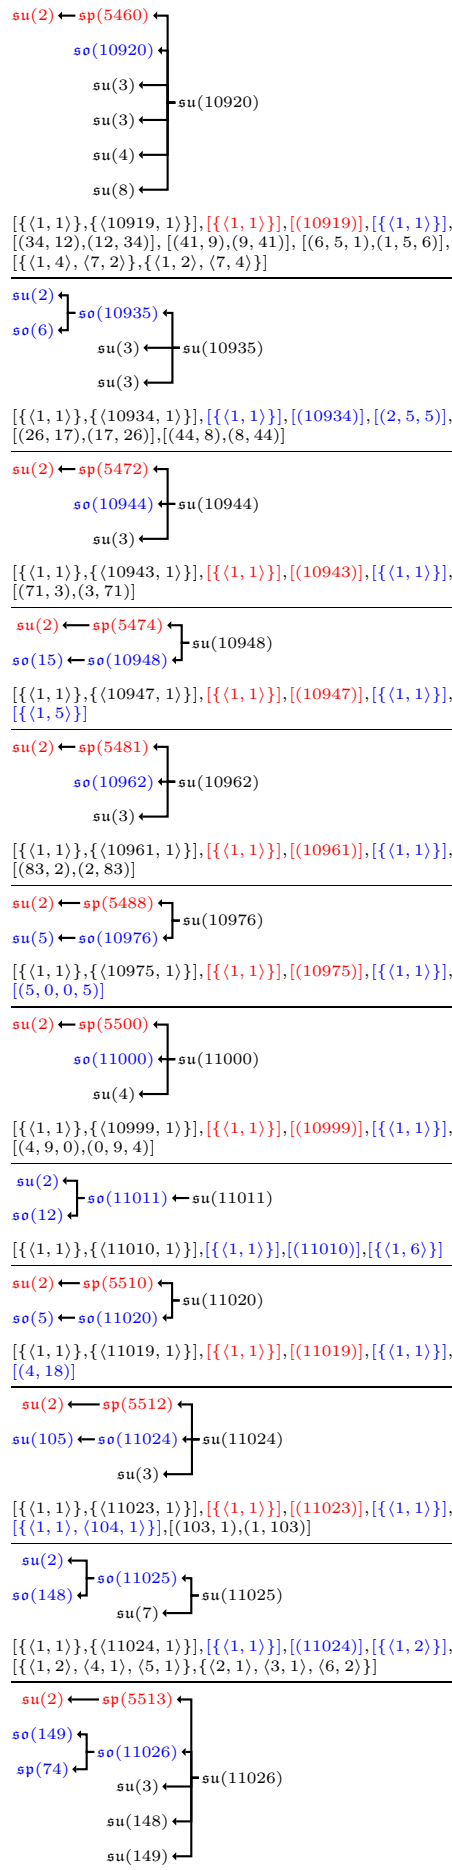 𝔰𝔲(2) 𝔰𝔭(5460)
𝔰𝔬(10920)
𝔰𝔲(3)
𝔰𝔲(10920)
𝔰𝔲(3)
𝔰𝔲(4)
𝔰𝔲(8)
[{⟨1, 1⟩},{⟨10919, 1⟩}],[{⟨1, 1⟩}],[(10919)],[{⟨1, 1⟩}],
[(34, 12),(12, 34)], [(41, 9),(9, 41)], [(6, 5, 1),(1, 5, 6)],
[{⟨1, 4⟩, ⟨7, 2⟩},{⟨1, 2⟩, ⟨7, 4⟩}]
𝔰𝔲(2)
𝔰𝔬(10935)
𝔰𝔬(6)
𝔰𝔲(3) 𝔰𝔲(10935)
𝔰𝔲(3)
[{⟨1, 1⟩},{⟨10934, 1⟩}],[{⟨1, 1⟩}],[(10934)],[(2, 5, 5)],
[(26, 17),(17, 26)],[(44, 8),(8, 44)]
𝔰𝔲(2) 𝔰𝔭(5472)
𝔰𝔬(10944) 𝔰𝔲(10944)
𝔰𝔲(3)
[{⟨1, 1⟩},{⟨10943, 1⟩}],[{⟨1, 1⟩}],[(10943)],[{⟨1, 1⟩}],
[(71, 3),(3, 71)]
𝔰𝔲(2) 𝔰𝔭(5474)
𝔰𝔲(10948)
𝔰𝔬(15) 𝔰𝔬(10948)
[{⟨1, 1⟩},{⟨10947, 1⟩}],[{⟨1, 1⟩}],[(10947)],[{⟨1, 1⟩}],
[{⟨1, 5⟩}]
𝔰𝔲(2) 𝔰𝔭(5481)
𝔰𝔬(10962) 𝔰𝔲(10962)
𝔰𝔲(3)
[{⟨1, 1⟩},{⟨10961, 1⟩}],[{⟨1, 1⟩}],[(10961)],[{⟨1, 1⟩}],
[(83, 2),(2, 83)]
𝔰𝔲(2) 𝔰𝔭(5488)
𝔰𝔲(10976)
𝔰𝔲(5) 𝔰𝔬(10976)
[{⟨1, 1⟩},{⟨10975, 1⟩}],[{⟨1, 1⟩}],[(10975)],[{⟨1, 1⟩}],
[(5, 0, 0, 5)]
𝔰𝔲(2) 𝔰𝔭(5500)
𝔰𝔬(11000) 𝔰𝔲(11000)
𝔰𝔲(4)
[{⟨1, 1⟩},{⟨10999, 1⟩}],[{⟨1, 1⟩}],[(10999)],[{⟨1, 1⟩}],
[(4, 9, 0),(0, 9, 4)]
𝔰𝔲(2)
𝔰𝔬(11011) 𝔰𝔲(11011)
𝔰𝔬(12)
[{⟨1, 1⟩},{⟨11010, 1⟩}],[{⟨1, 1⟩}],[(11010)],[{⟨1, 6⟩}]
𝔰𝔲(2) 𝔰𝔭(5510)
𝔰𝔲(11020)
𝔰𝔬(5) 𝔰𝔬(11020)
[{⟨1, 1⟩},{⟨11019, 1⟩}],[{⟨1, 1⟩}],[(11019)],[{⟨1, 1⟩}],
[(4, 18)]
𝔰𝔲(2) 𝔰𝔭(5512)
𝔰𝔲(105) 𝔰𝔬(11024) 𝔰𝔲(11024)
𝔰𝔲(3)
[{⟨1, 1⟩},{⟨11023, 1⟩}],[{⟨1, 1⟩}],[(11023)],[{⟨1, 1⟩}],
[{⟨1, 1⟩, ⟨104, 1⟩}],[(103, 1),(1, 103)]
𝔰𝔲(2)
𝔰𝔬(11025)
𝔰𝔬(148) 𝔰𝔲(11025)
𝔰𝔲(7)
[{⟨1, 1⟩},{⟨11024, 1⟩}],[{⟨1, 1⟩}],[(11024)],[{⟨1, 2⟩}],
[{⟨1, 2⟩, ⟨4, 1⟩, ⟨5, 1⟩},{⟨2, 1⟩, ⟨3, 1⟩, ⟨6, 2⟩}]
𝔰𝔲(2) 𝔰𝔭(5513)
𝔰𝔬(149)
𝔰𝔬(11026)
𝔰𝔭(74)
𝔰𝔲(11026)
𝔰𝔲(3)
𝔰𝔲(148)
𝔰𝔲(149)